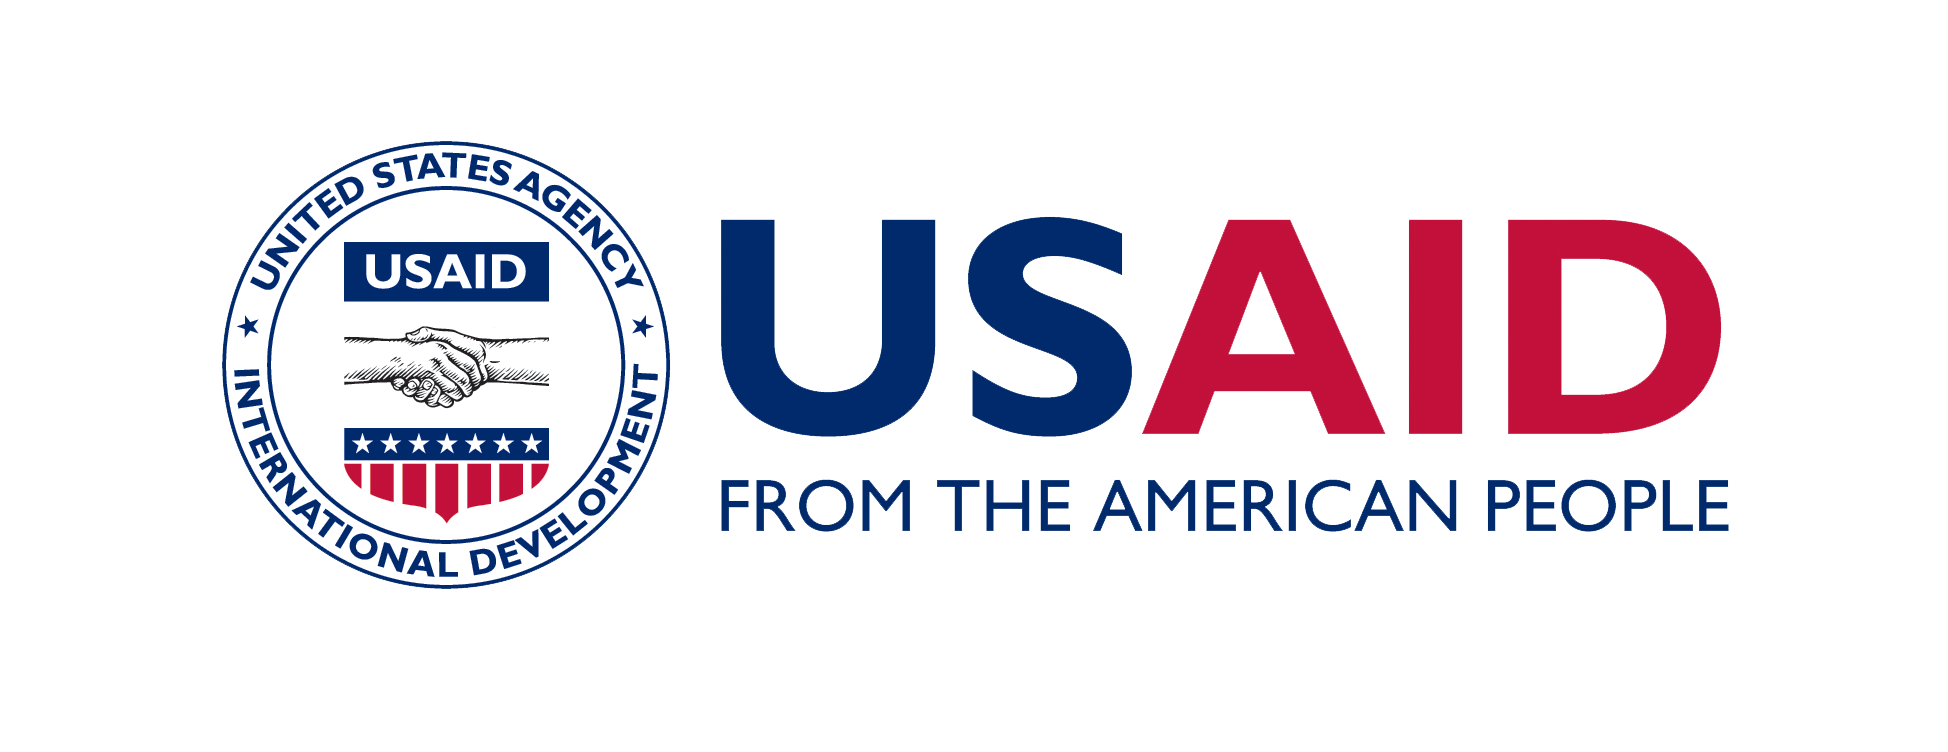 UNITED STATES AGENCY
USAID
INTERNATIONAL DEVELOPMENT
USAID
FROM THE AMERICAN PEOPLE